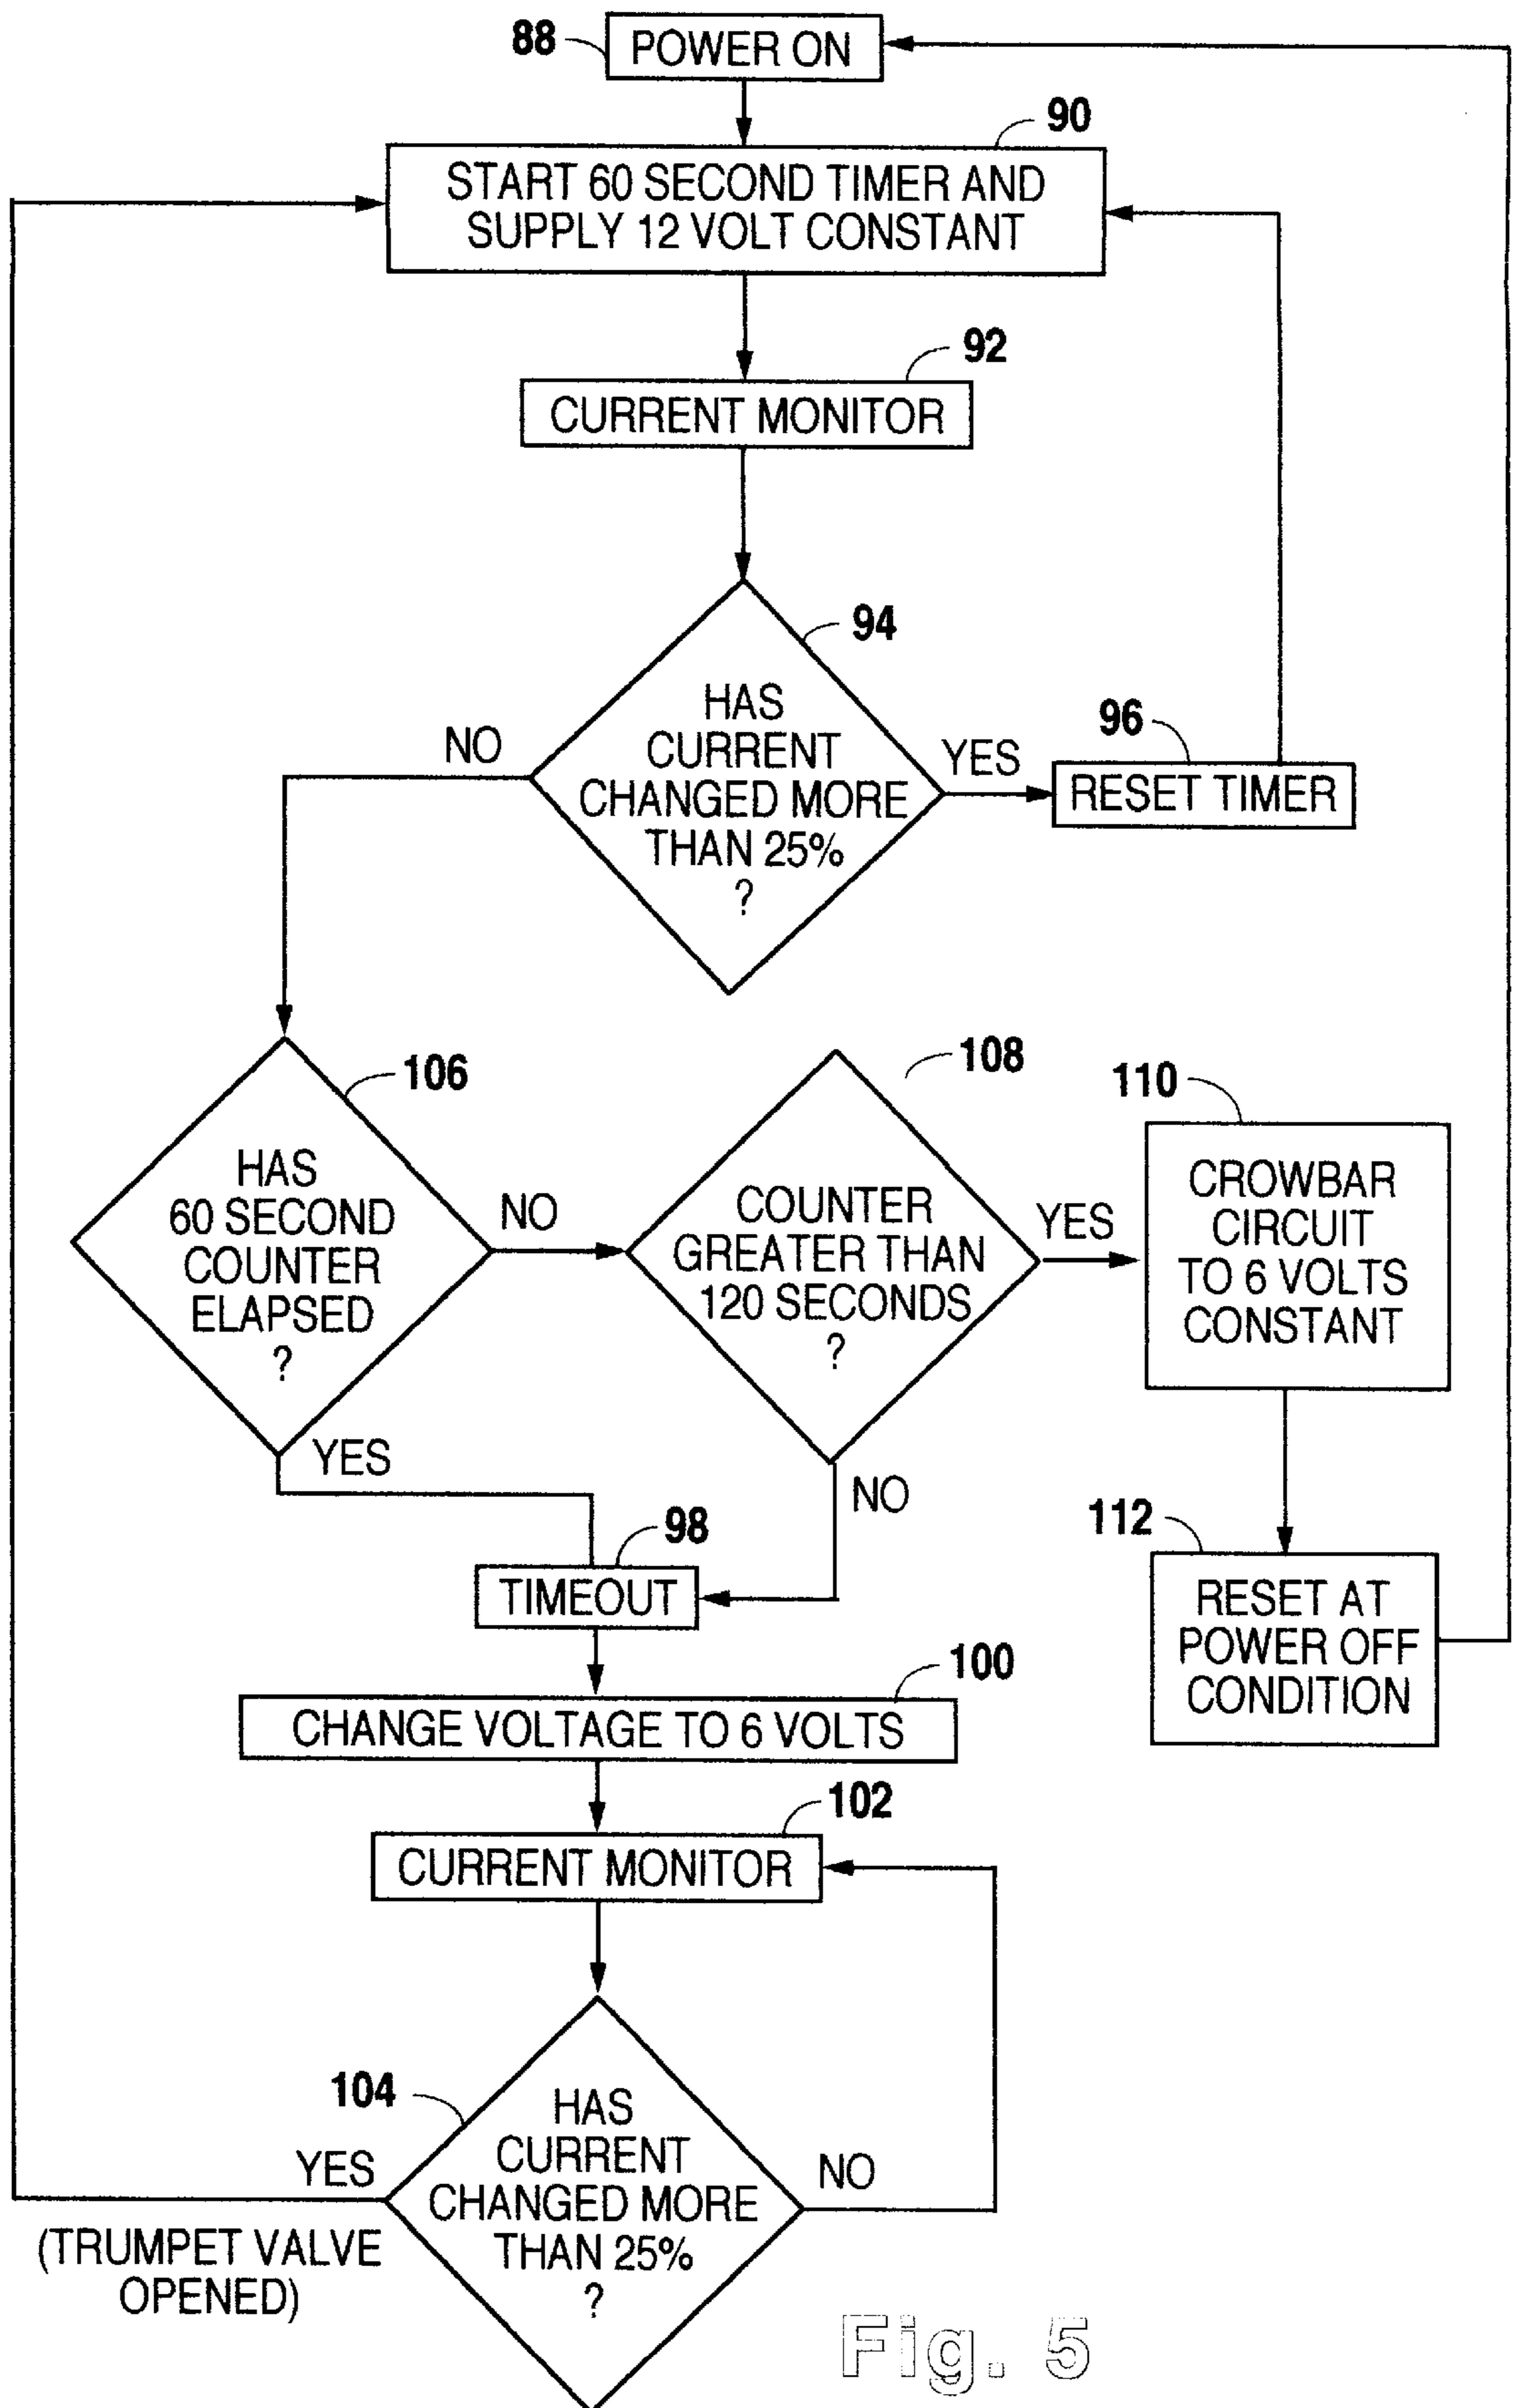 88
POWER ON
90
START 60 SECOND TIMER AND
SUPPLY 12 VOLT CONSTANT
92
CURRENT MONITOR
94
HAS
CURRENT
CHANGED MORE
THAN 25%
?
NO
YES
96
RESET TIMER
106
HAS
60 SECOND
COUNTER
ELAPSED
?
NO
YES
108
COUNTER
GREATER THAN
120 SECONDS
?
YES
NO
110
CROWBAR
CIRCUIT
TO 6 VOLTS
CONSTANT
112
RESET AT
POWER OFF
CONDITION
98
TIMEOUT
100
CHANGE VOLTAGE TO 6 VOLTS
102
CURRENT MONITOR
104
HAS
CURRENT
CHANGED MORE
THAN 25%
?
YES
NO
(TRUMPET VALVE
OPENED)
Fig. 5